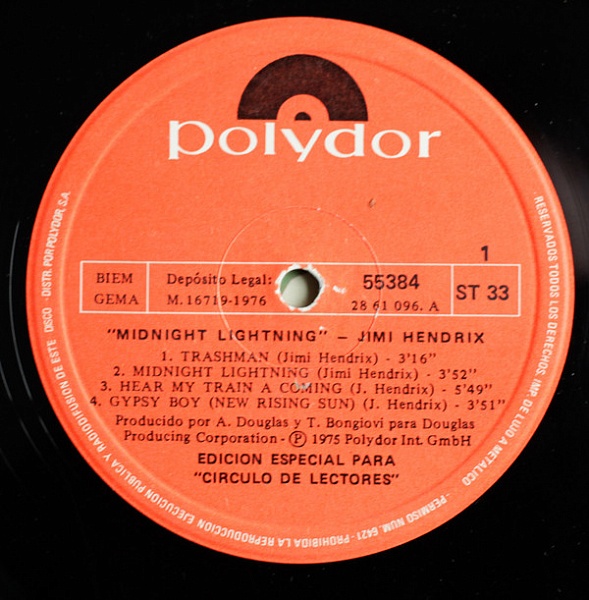 polydor
1
BIEM
GEMA
Depósito Legal:
M. 16719-1976
55384
28 61 096. A
ST 33
"MIDNIGHT LIGHTNING" – JIMI HENDRIX
1. TRASHMAN (Jimi Hendrix) - 3'16"
2. MIDNIGHT LIGHTNING (Jimi Hendrix) - 3'52"
3. HEAR MY TRAIN A COMING (J. Hendrix) - 5'49"
4. GYPSY BOY (NEW RISING SUN) (J. Hendrix) - 3'51"
Producido por A. Douglas y T. Bongiovi para Douglas
Producing Corporation - ℗ 1975 Polydor Int. GmbH
EDICION ESPECIAL PARA
"CIRCULO DE LECTORES"
RESERVADOS TODOS LOS DERECHOS. IMP. DE LUJO A METALICO -PERMISO NUM. 6421 - PROHIBIDA LA REPRODUCCION EJECUCION PUBLICA Y RADIODIFUSION DE ESTE DISCO - DISTR. POR POLYDOR, S.A.